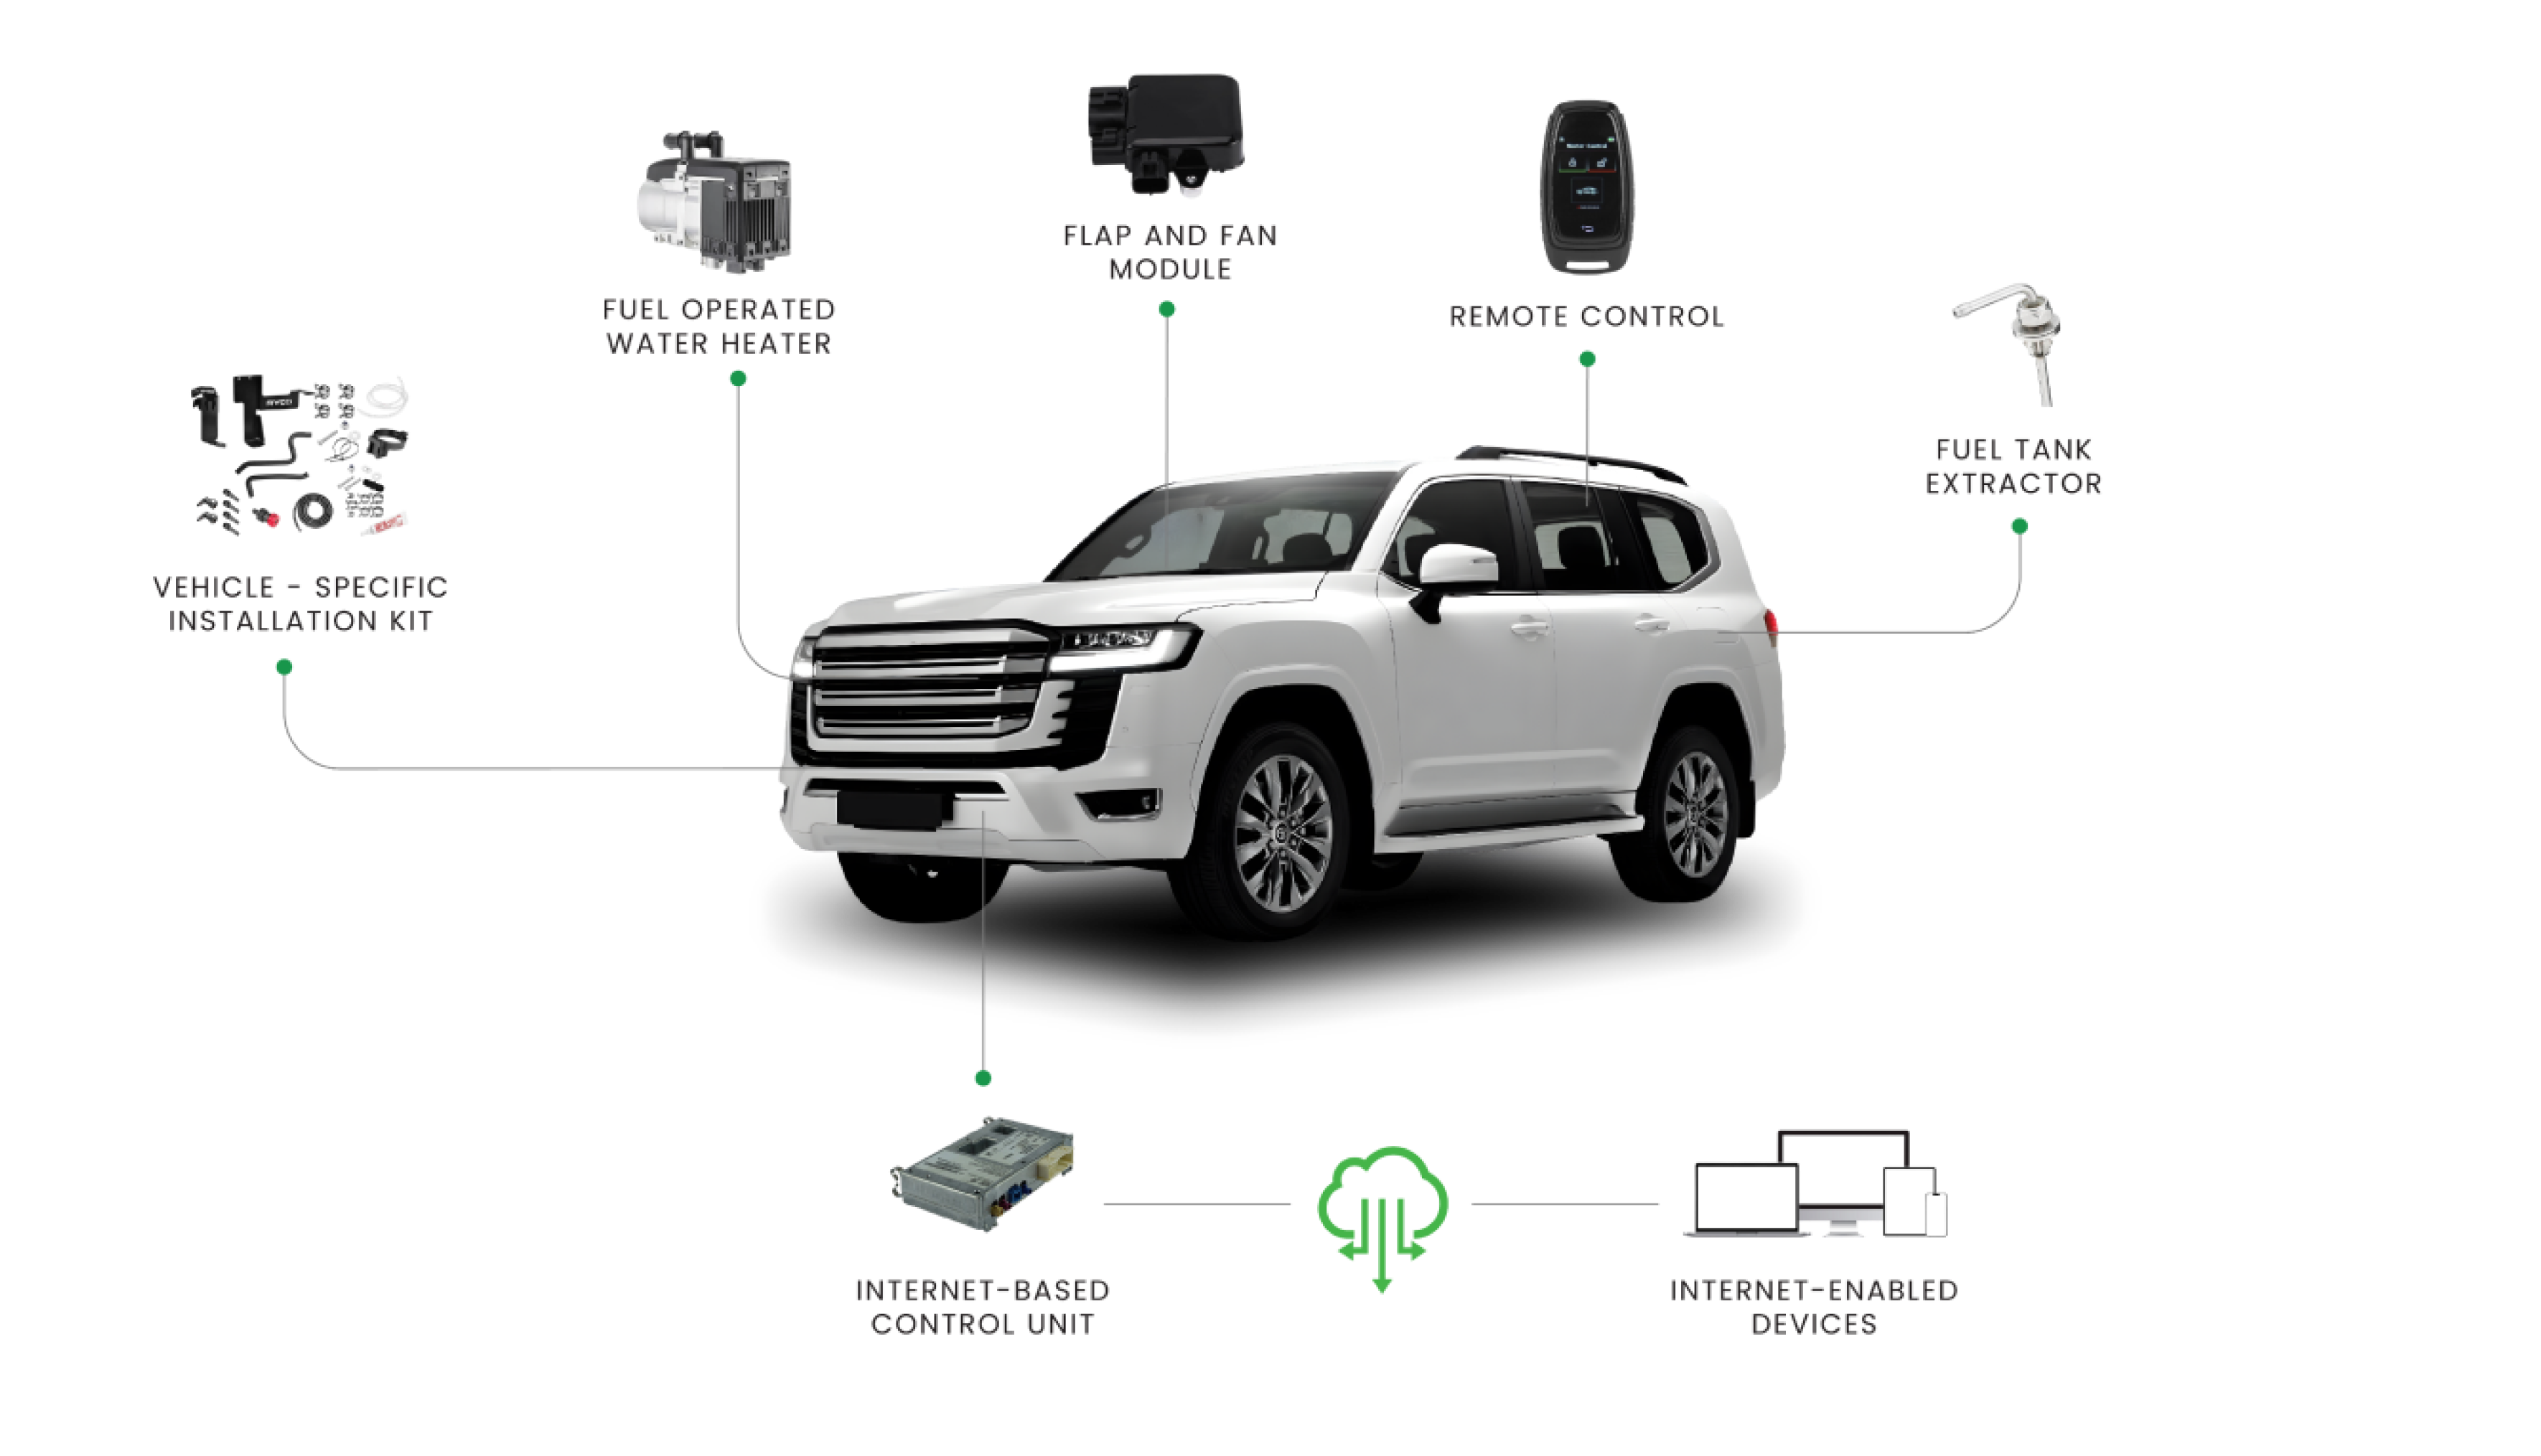 FLAP AND FAN
MODULE
FUEL OPERATED
WATER HEATER
REMOTE CONTROL
FUEL TANK
EXTRACTOR
VEHICLE - SPECIFIC
INSTALLATION KIT
INTERNET-BASED
CONTROL UNIT
INTERNET-ENABLED
DEVICES